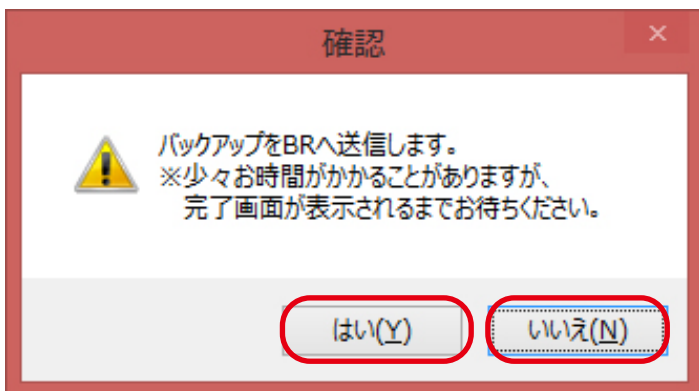 確認
バックアップをBRへ送信します。
※少々お時間がかかることがありますが、
完了画面が表示されるまでお待ちください。
はい(Y)
いいえ(N)